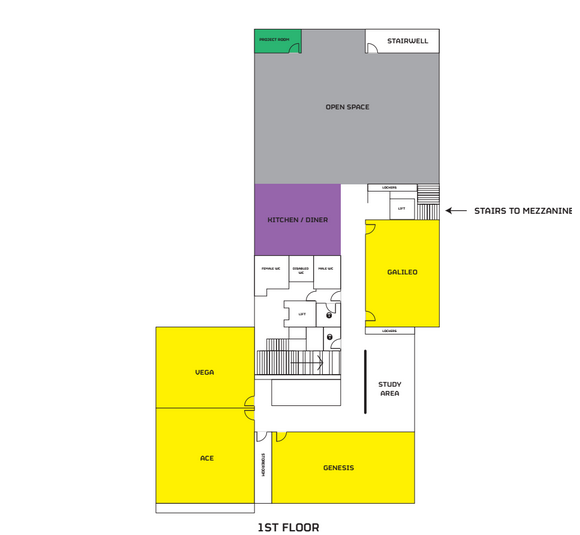 PROJECT ROOM
STAIRWELL
OPEN SPACE
LOCKERS
LIFT
STAIRS TO MEZZANINE
KITCHEN / DINER
FEMALE WC
DISABLED
WC
MALE WC
GALILEO
LIFT
LOCKERS
VEGA
STUDY
AREA
ACE
STOREROOM
GENESIS
1ST FLOOR